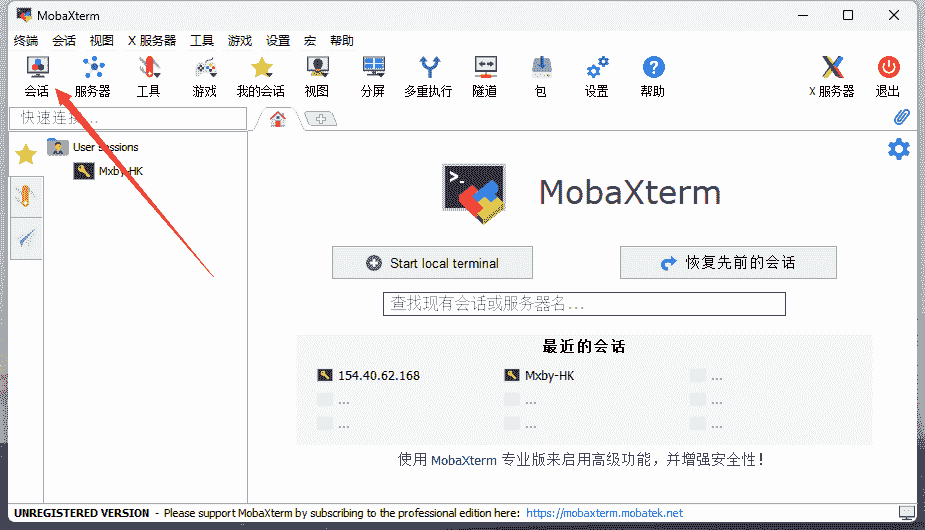 MobaXterm
终端 会话 视图 X 服务器 工具 游戏 设置 宏 帮助
会话 服务器 工具 游戏 我的会话 视图 分屏 多重执行 隧道 包 设置 帮助 X 服务器 退出
快速连接...
User sessions
Mxby-HK
>_
MobaXterm
Start local terminal 恢复先前的会话
查找现有会话或服务器名...
最近的会话
154.40.62.168 Mxby-HK ...
... ... ...
... ... ...
使用 MobaXterm 专业版来启用高级功能，并增强安全性！
UNREGISTERED VERSION - Please support MobaXterm by subscribing to the professional edition here: https://mobaxterm.mobatek.net